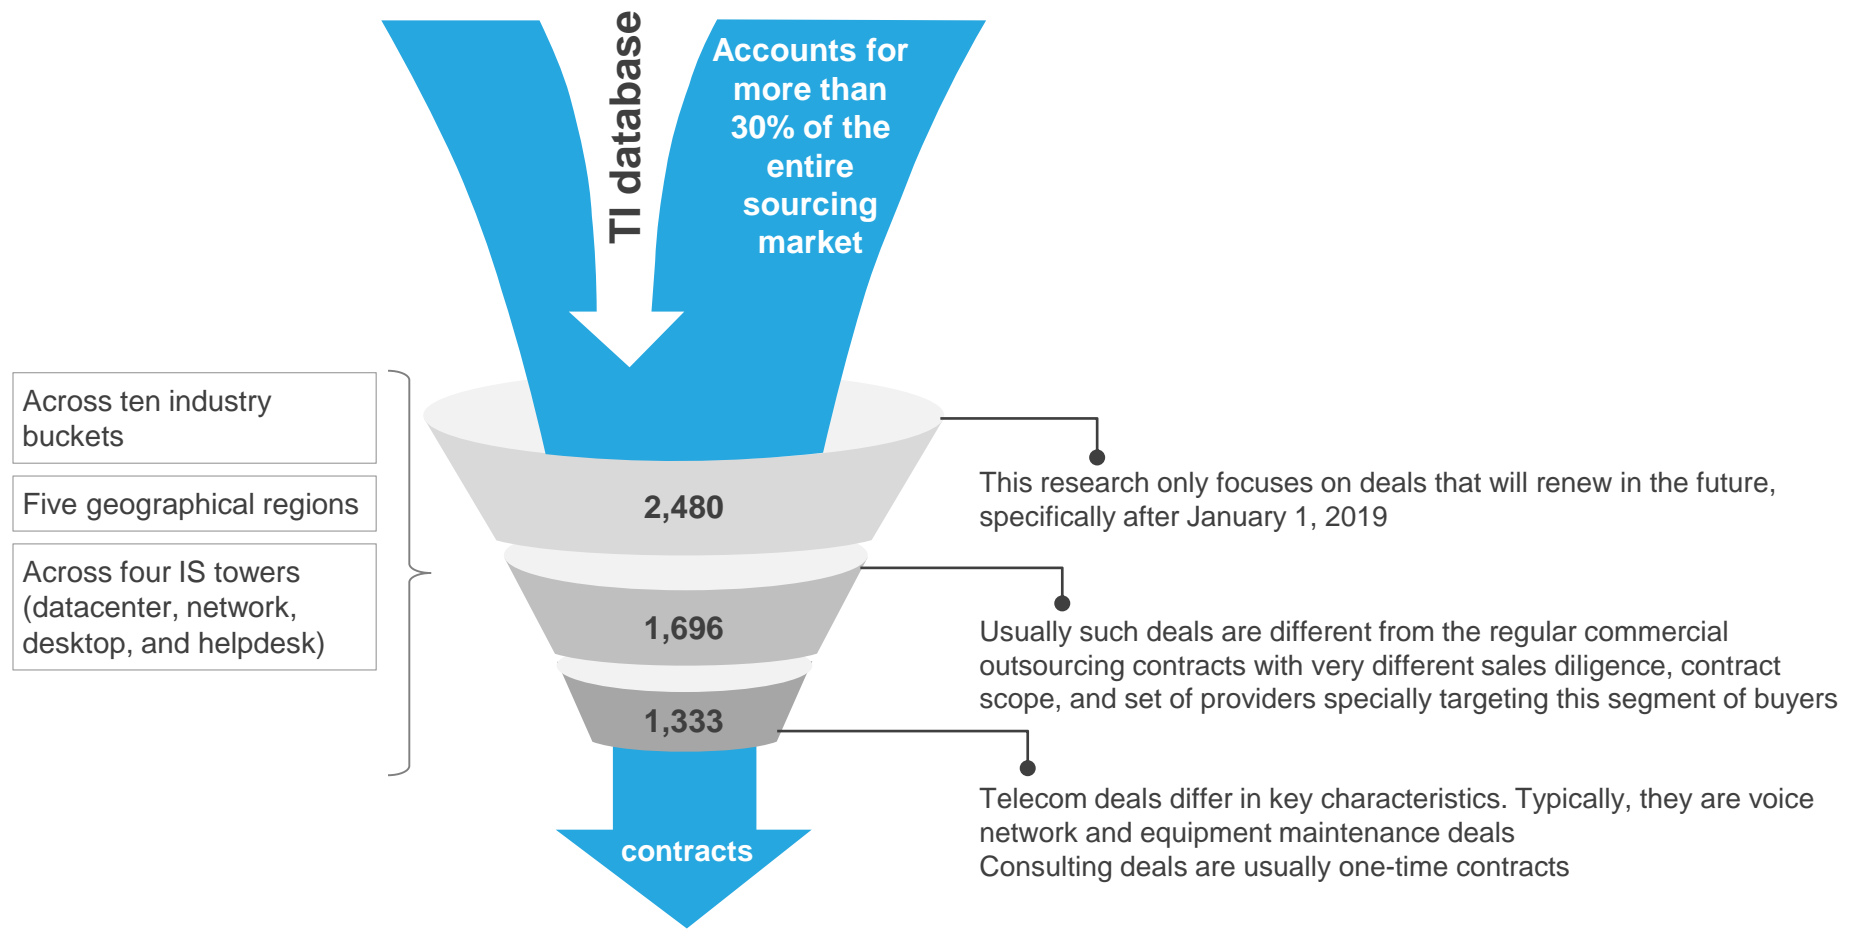 TI database
Accounts for
more than
30% of the
entire
sourcing
market
Across ten industry
buckets
Five geographical regions
Across four IS towers
(datacenter, network,
desktop, and helpdesk)
2,480
1,696
1,333
contracts
This research only focuses on deals that will renew in the future,
specifically after January 1, 2019
Usually such deals are different from the regular commercial
outsourcing contracts with very different sales diligence, contract
scope, and set of providers specially targeting this segment of buyers
Telecom deals differ in key characteristics. Typically, they are voice
network and equipment maintenance deals
Consulting deals are usually one-time contracts